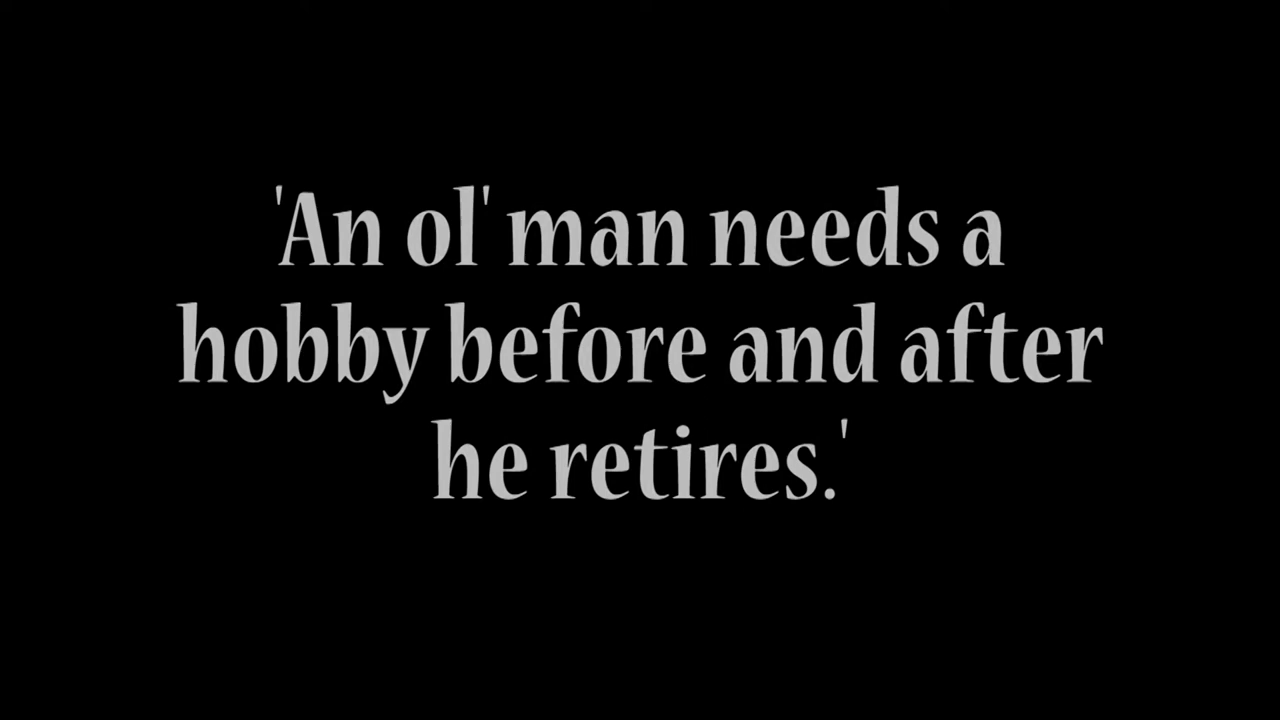 'An ol' man needs a
hobby before and after
he retires.'